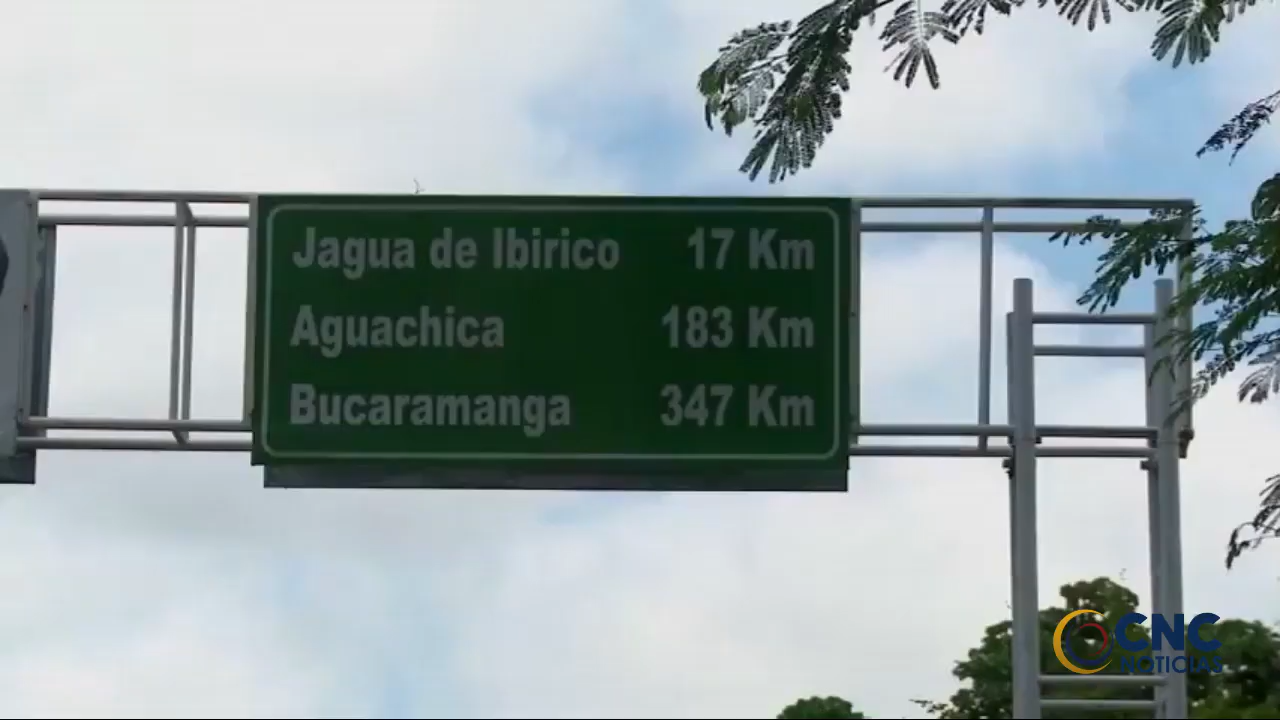 Jagua de Ibirico 17 Km
Aguachica 183 Km
Bucaramanga 347 Km
CNC
NOTICIAS